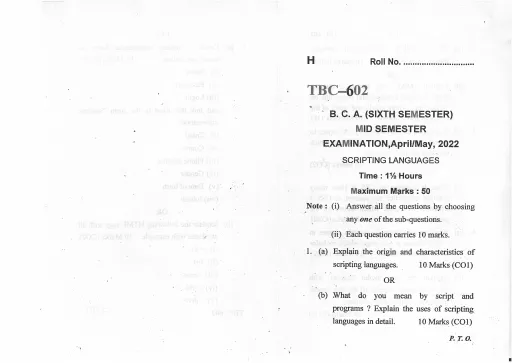 H Roll No. ................................
TBC–602
B. C. A. (SIXTH SEMESTER)
MID SEMESTER
EXAMINATION,April/May, 2022
SCRIPTING LANGUAGES
Time : 1½ Hours
Maximum Marks : 50
Note : (i) Answer all the questions by choosing
any one of the sub-questions.
(ii) Each question carries 10 marks.
1. (a) Explain the origin and characteristics of
scripting languages. 10 Marks (CO1)
OR
(b) What do you mean by script and
programs ? Explain the uses of scripting
languages in detail. 10 Marks (CO1)
P. T. O.